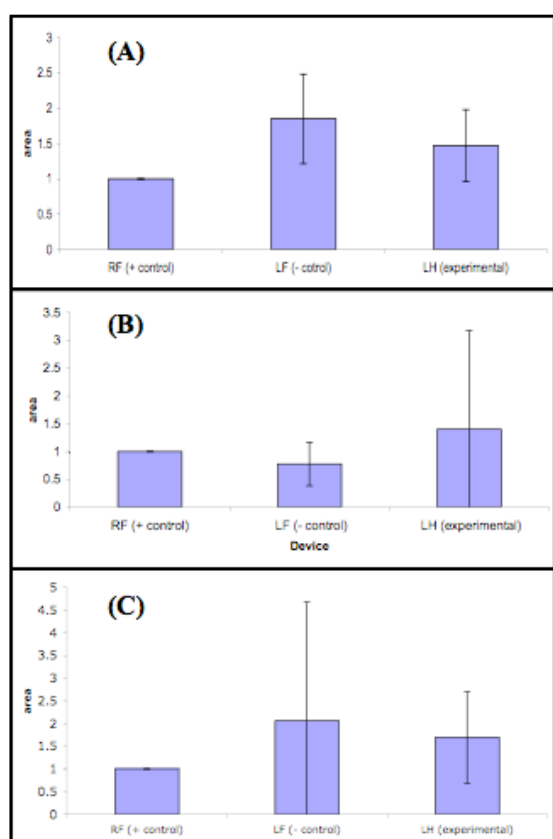 (A)
3
2.5
2
1.5
1
0.5
0
area
RF (+ control) LF (- cotrol) LH (experimental)
(B)
3.5
3
2.5
2
1.5
1
0.5
0
area
RF (+ control) LF (- control) LH (experimental)
Device
(C)
5
4.5
4
3.5
3
2.5
2
1.5
1
0.5
0
area
RF (+ control) LF (- control) LH (experimental)